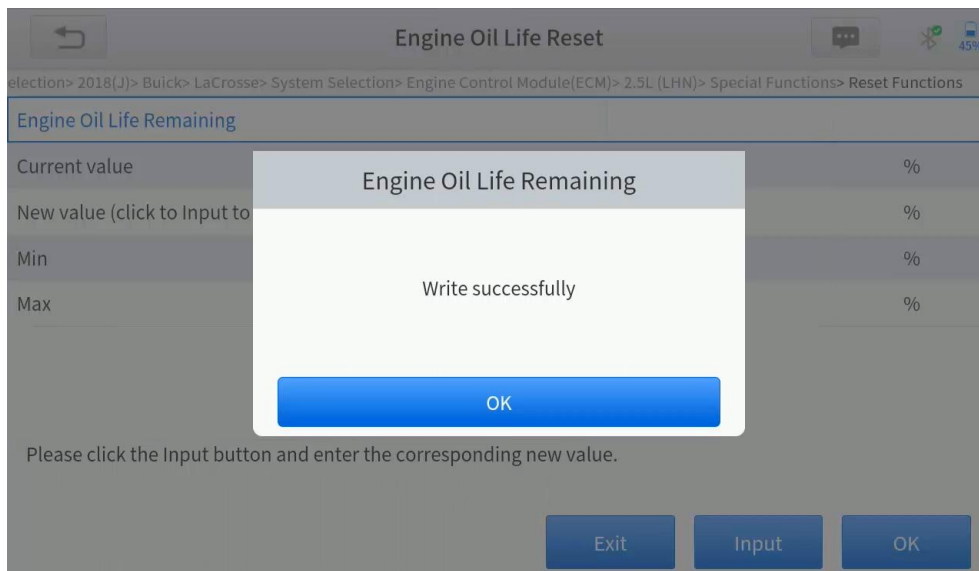 Engine Oil Life Reset
45%
election> 2018(J)> Buick> LaCrosse> System Selection> Engine Control Module(ECM)> 2.5L (LHN)> Special Functions> Reset Functions
Engine Oil Life Remaining
Current value %
New value (click to Input to %
Min %
Max %
Engine Oil Life Remaining
Write successfully
OK
Please click the Input button and enter the corresponding new value.
Exit Input OK